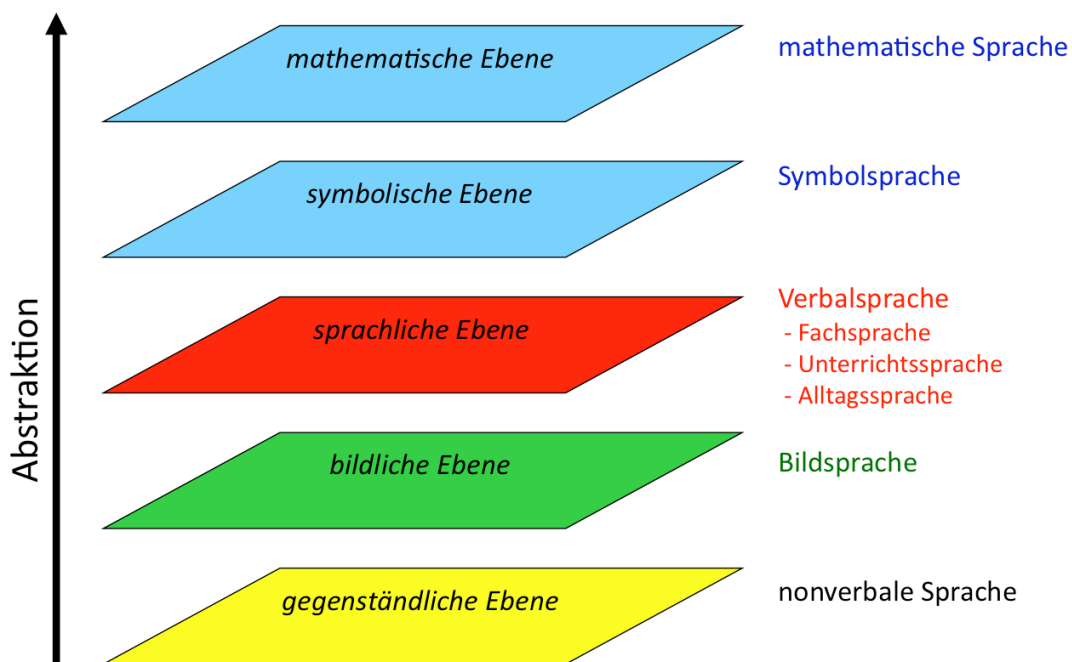 mathematische Ebene
mathematische Sprache
symbolische Ebene
Symbolsprache
sprachliche Ebene
Verbalsprache
- Fachsprache
- Unterrichtssprache
- Alltagssprache
bildliche Ebene
Bildsprache
gegenständliche Ebene
nonverbale Sprache
Abstraktion